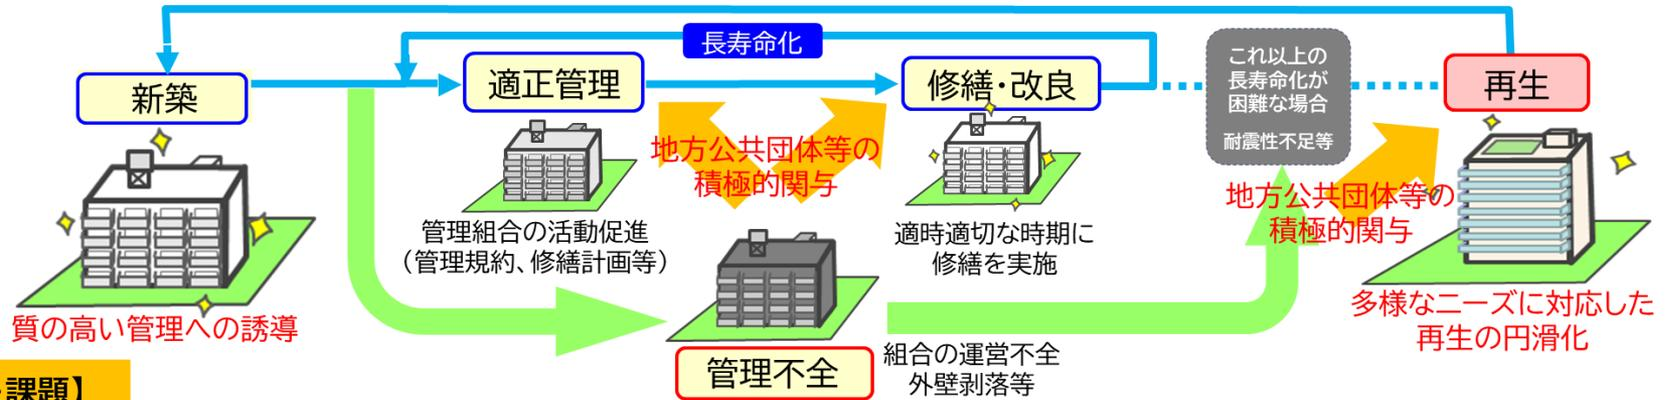 長寿命化
新築
適正管理
修繕・改良
これ以上の
長寿命化が
困難な場合
耐震性不足等
再生
地方公共団体等の
積極的関与
地方公共団体等の
積極的関与
管理組合の活動促進
（管理規約、修繕計画等）
適時適切な時期に
修繕を実施
質の高い管理への誘導
多様なニーズに対応した
再生の円滑化
管理不全
組合の運営不全
外壁剥落等
課題】